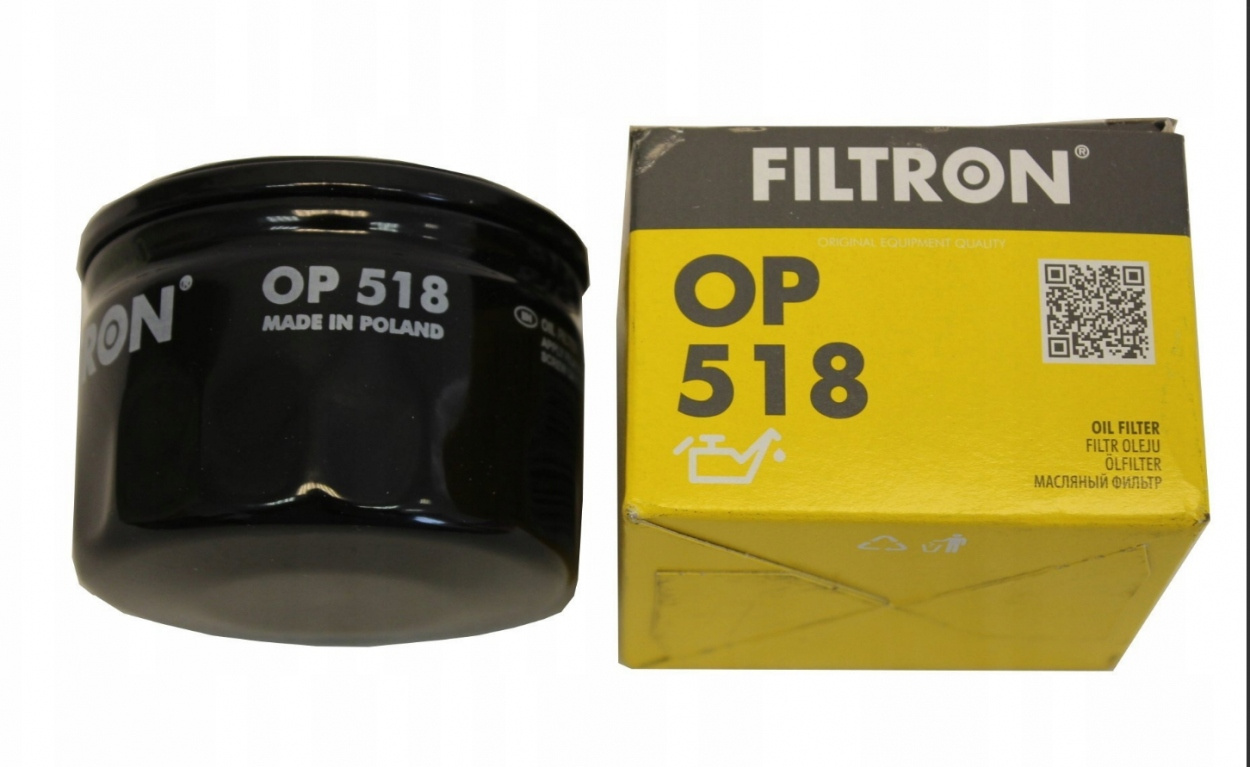 RON®
OP 518
MADE IN POLAND
EN
FILTRON®
ORIGINAL EQUIPMENT QUALITY
OP
518
OIL FILTER
FILTR OLEJU
ÖLFILTER
МАСЛЯНЫЙ ФИЛЬТР